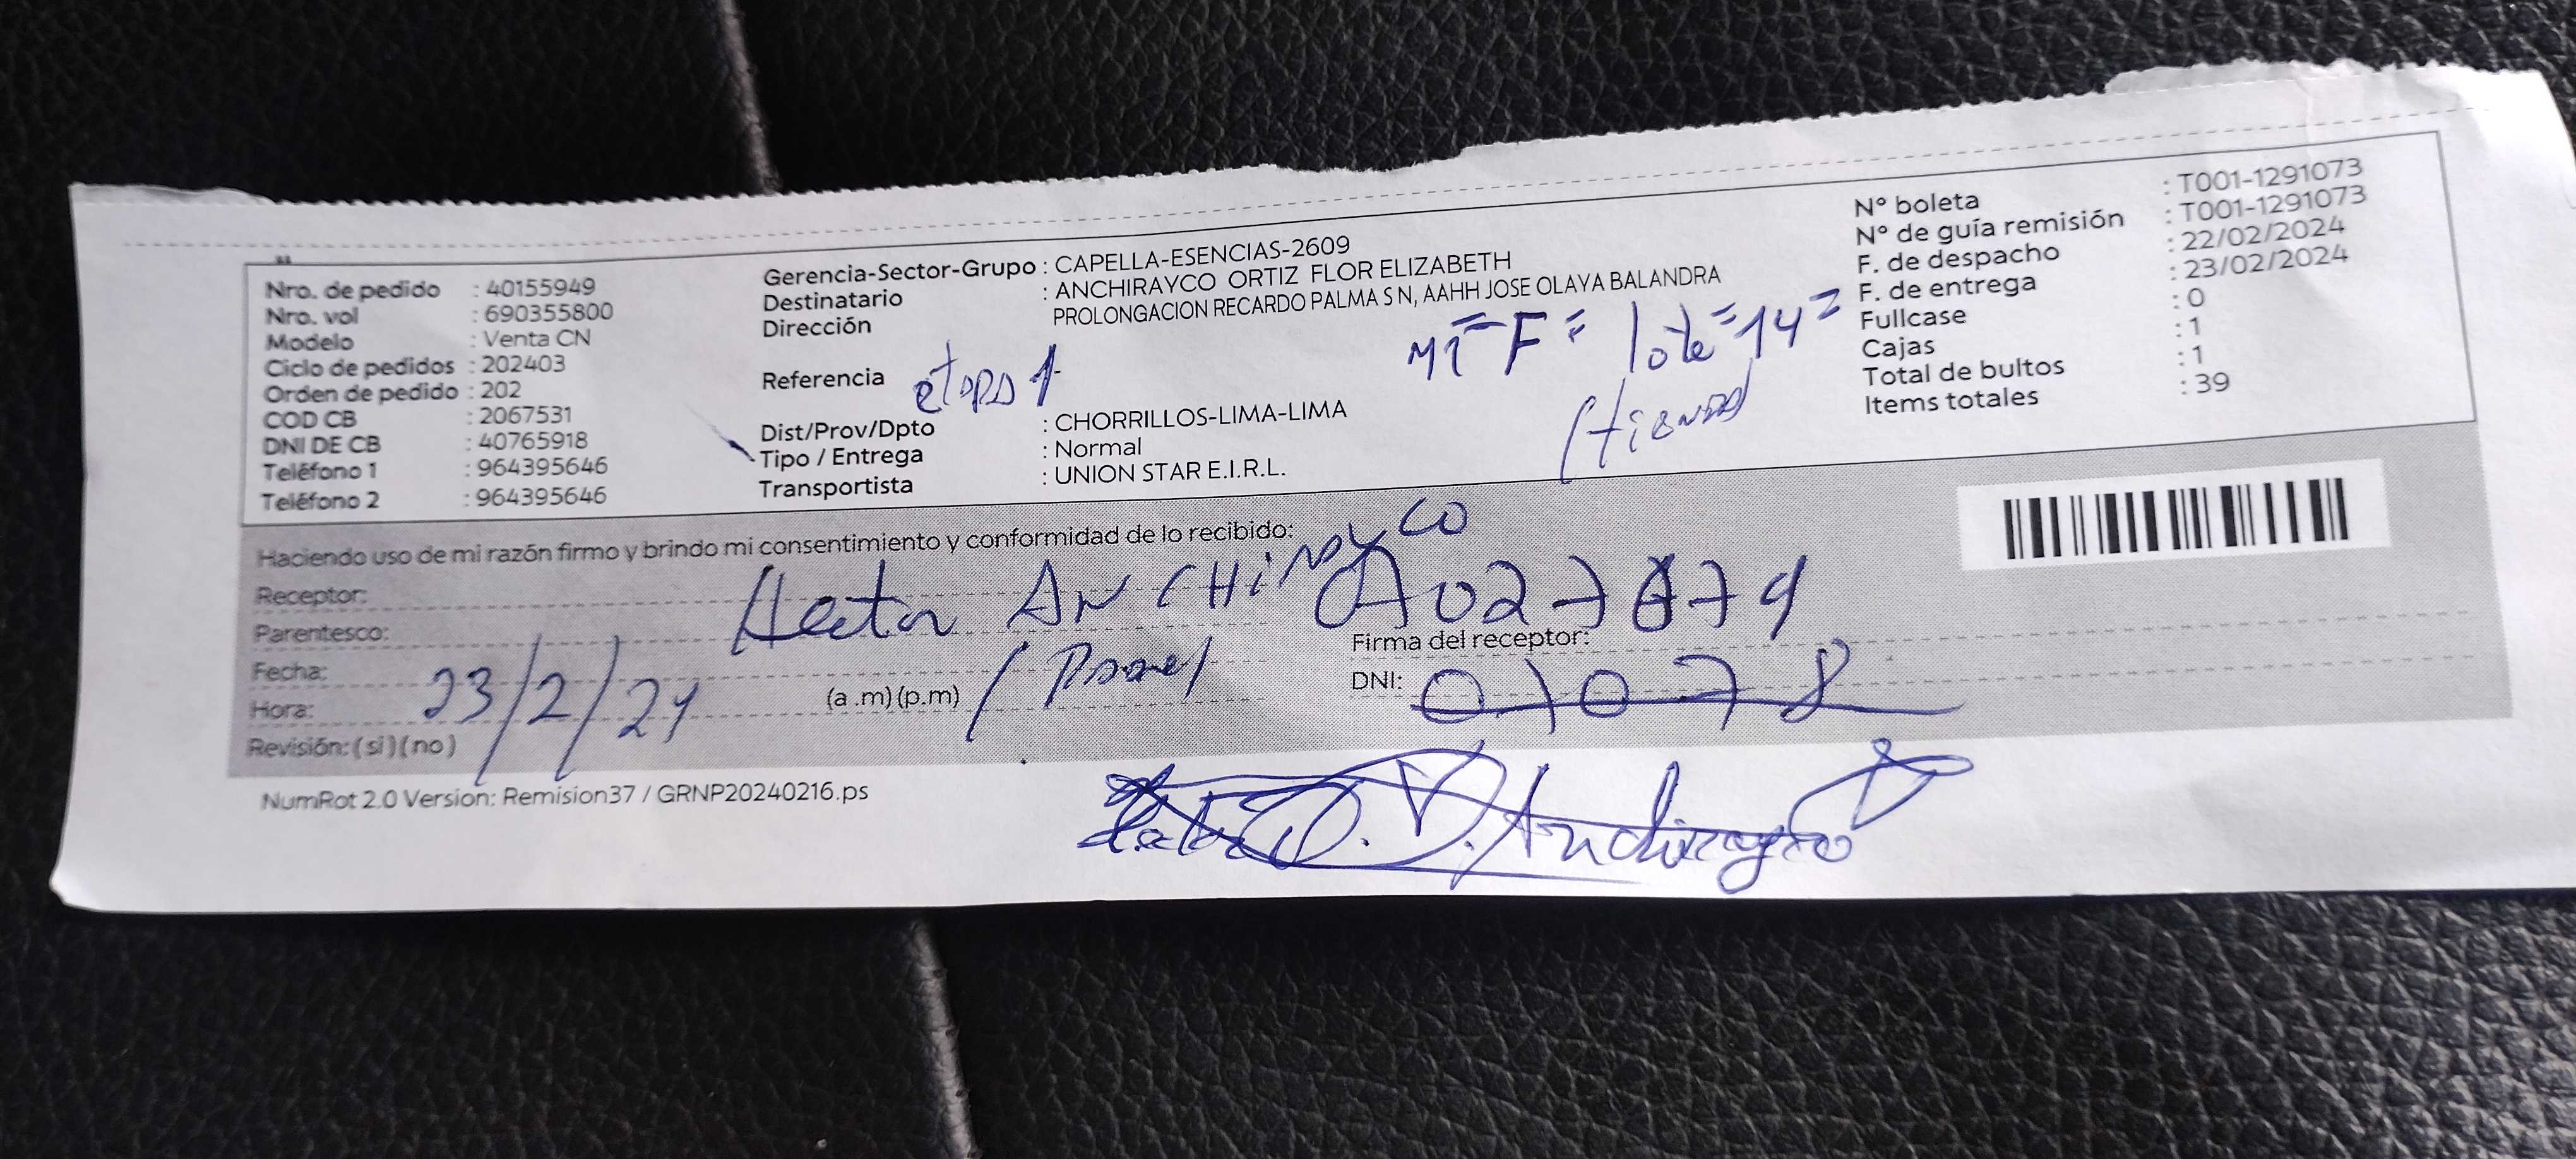 Nro. de pedido : 40155949
Nro. vol : 690355800
Modelo : Venta CN
Ciclo de pedidos : 202403
Orden de pedido : 202
COD CB : 2067531
DNI DE CB : 40765918
Teléfono 1 : 964395646
Teléfono 2 : 964395646
Gerencia-Sector-Grupo : CAPELLA-ESENCIAS-2609
Destinatario : ANCHIRAYCO ORTIZ FLOR ELIZABETH
Dirección PROLONGACION RECARDO PALMA S N, AAHH JOSE OLAYA BALANDRA
F = lote = 14 =
Referencia etapa 1
(tienda)
Dist/Prov/Dpto : CHORRILLOS-LIMA-LIMA
Tipo / Entrega : Normal
Transportista : UNION STAR E.I.R.L.
N° boleta : T001-1291073
N° de guía remisión : T001-1291073
F. de despacho : 22/02/2024
F. de entrega : 23/02/2024
Fullcase : 0
Cajas : 1
Total de bultos : 1
Items totales : 39
Haciendo uso de mi razón firmo y brindo mi consentimiento y conformidad de lo recibido:
Receptor: Hector ANCHiRAYCO
Parentesco:
Fecha: 23/2/24
Hora: (a .m)(p.m)
Revisión: ( si ) ( no )
Firma del receptor:
DNI:
NumRot 2.0 Version: Remision37 / GRNP20240216.ps